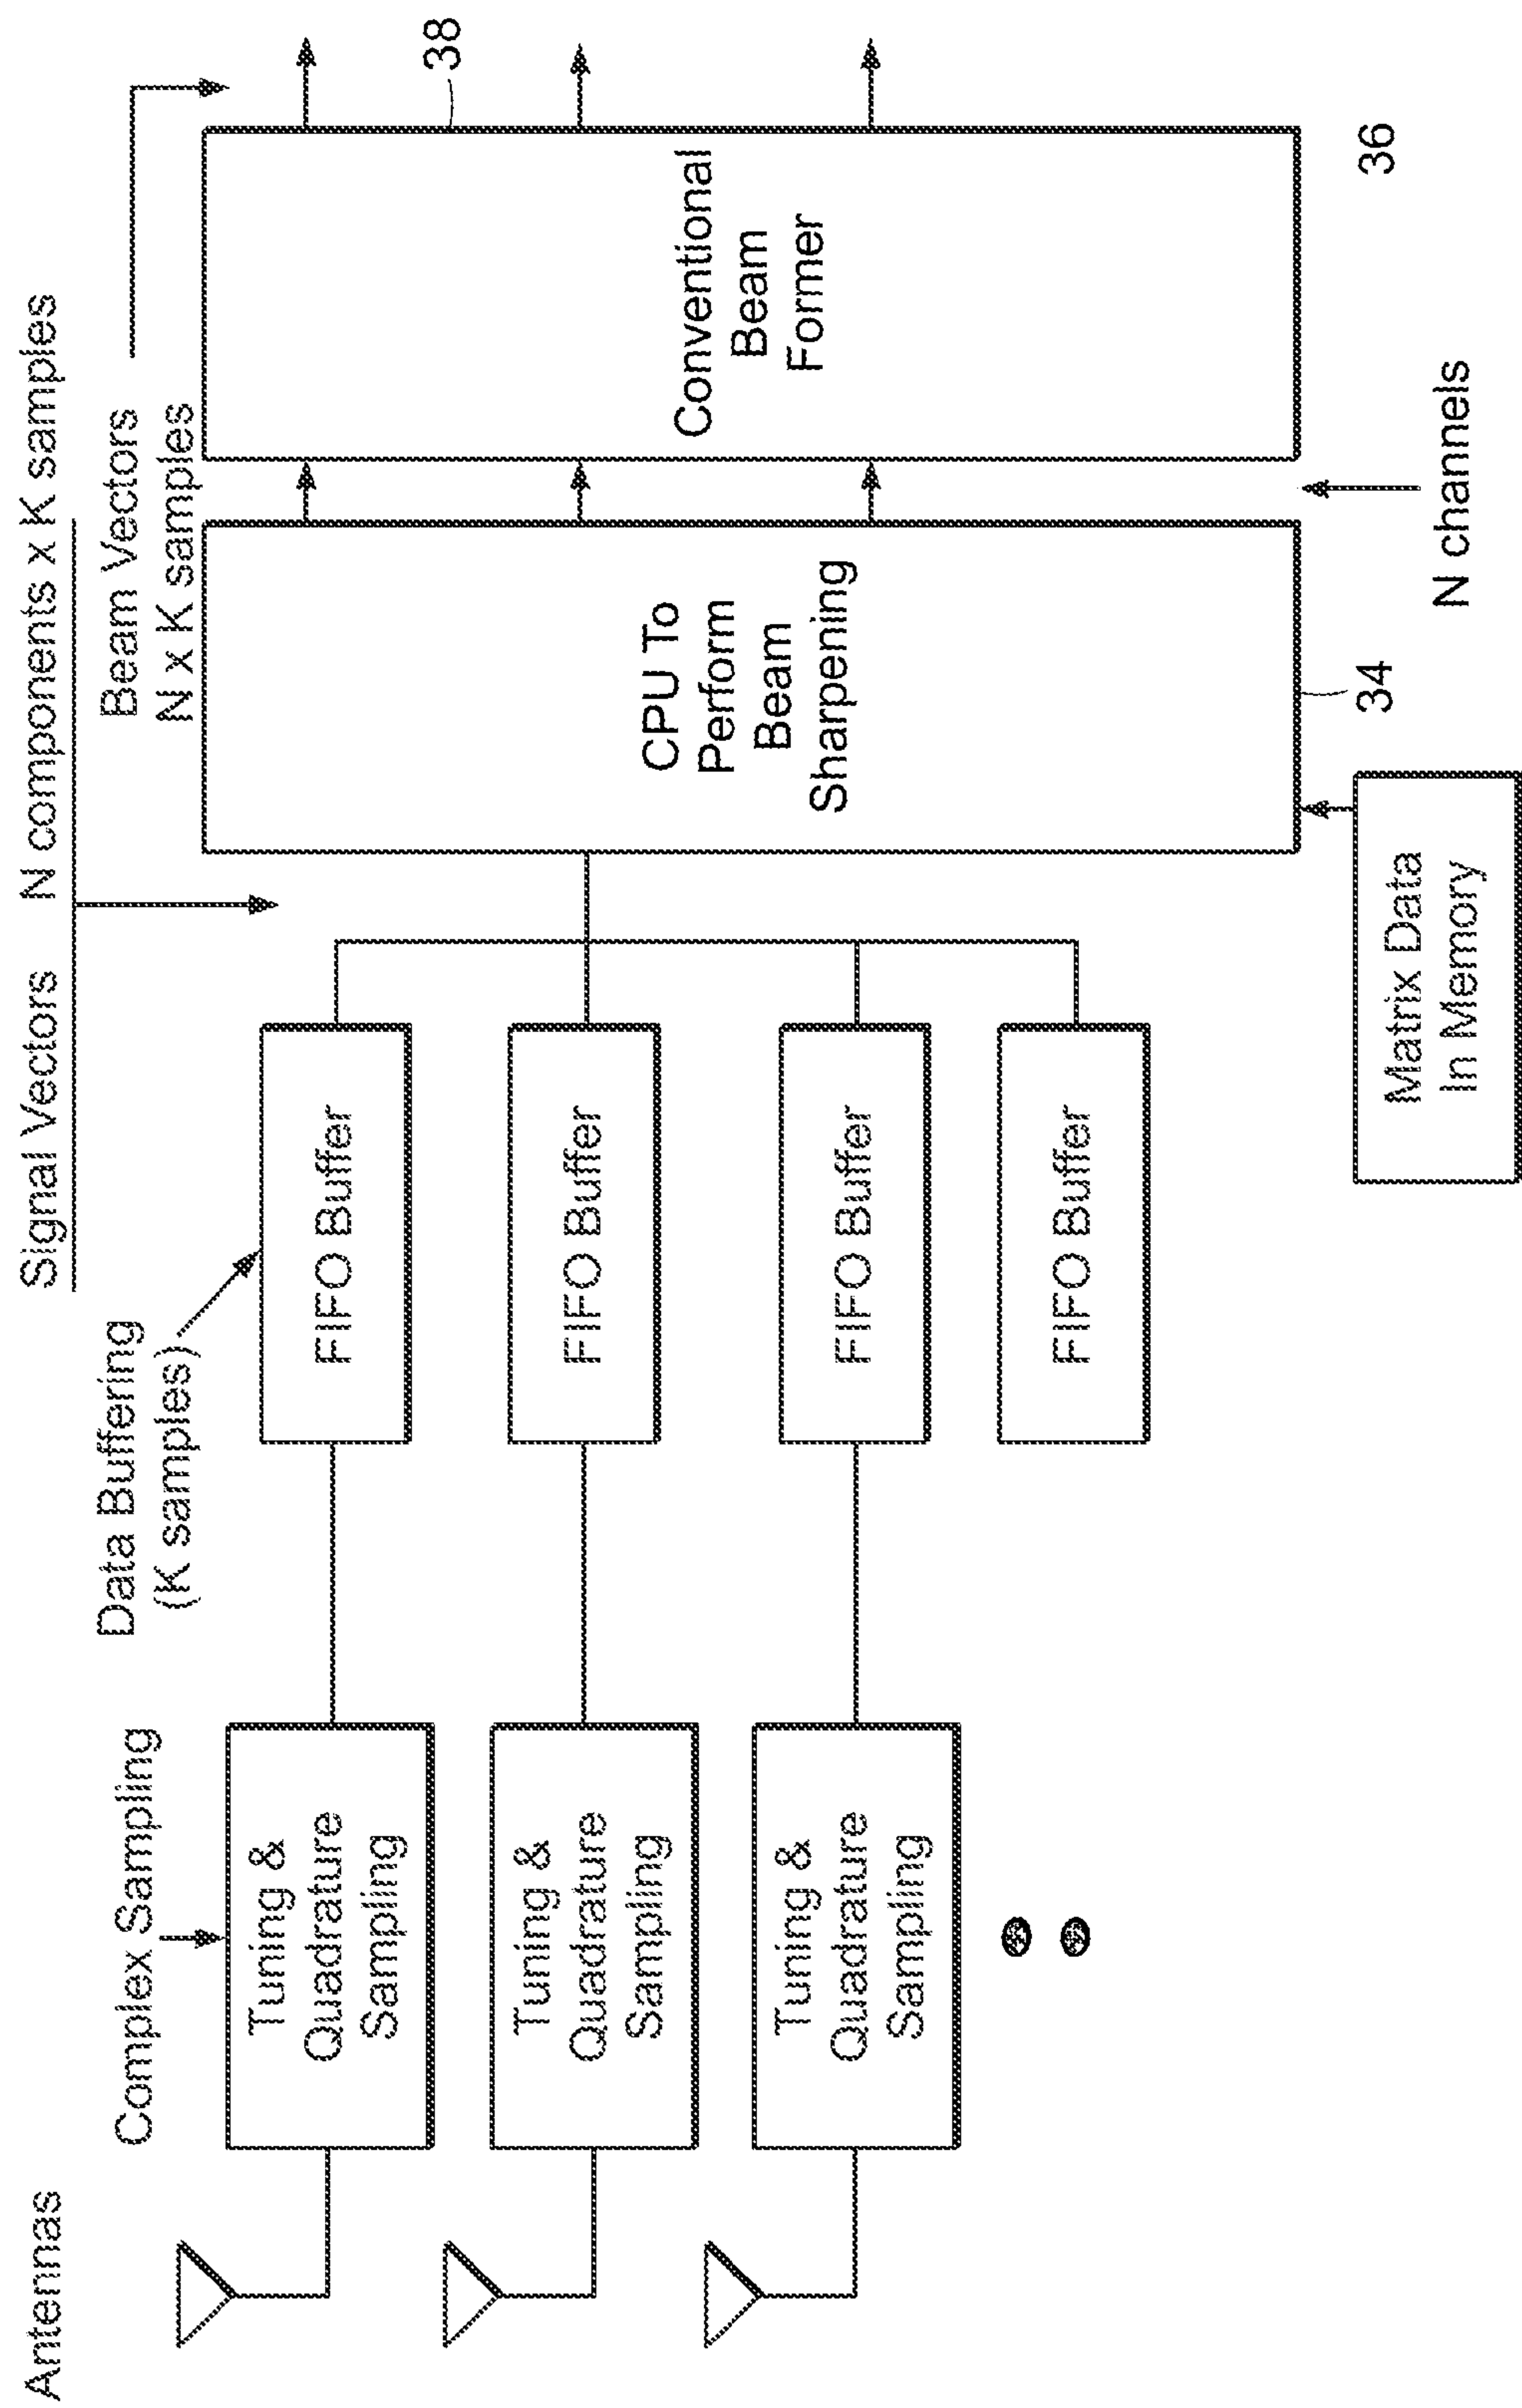 Antennas
Complex Sampling
Tuning &
Quadrature
Sampling
Tuning &
Quadrature
Sampling
Tuning &
Quadrature
Sampling
Data Buffering
(K samples)
FIFO Buffer
FIFO Buffer
FIFO Buffer
FIFO Buffer
Signal Vectors N components x K samples
Beam Vectors
N x K samples
CPU To
Perform
Beam
Sharpening
34
Matrix Data
In Memory
Conventional
Beam
Former
38
36
N channels